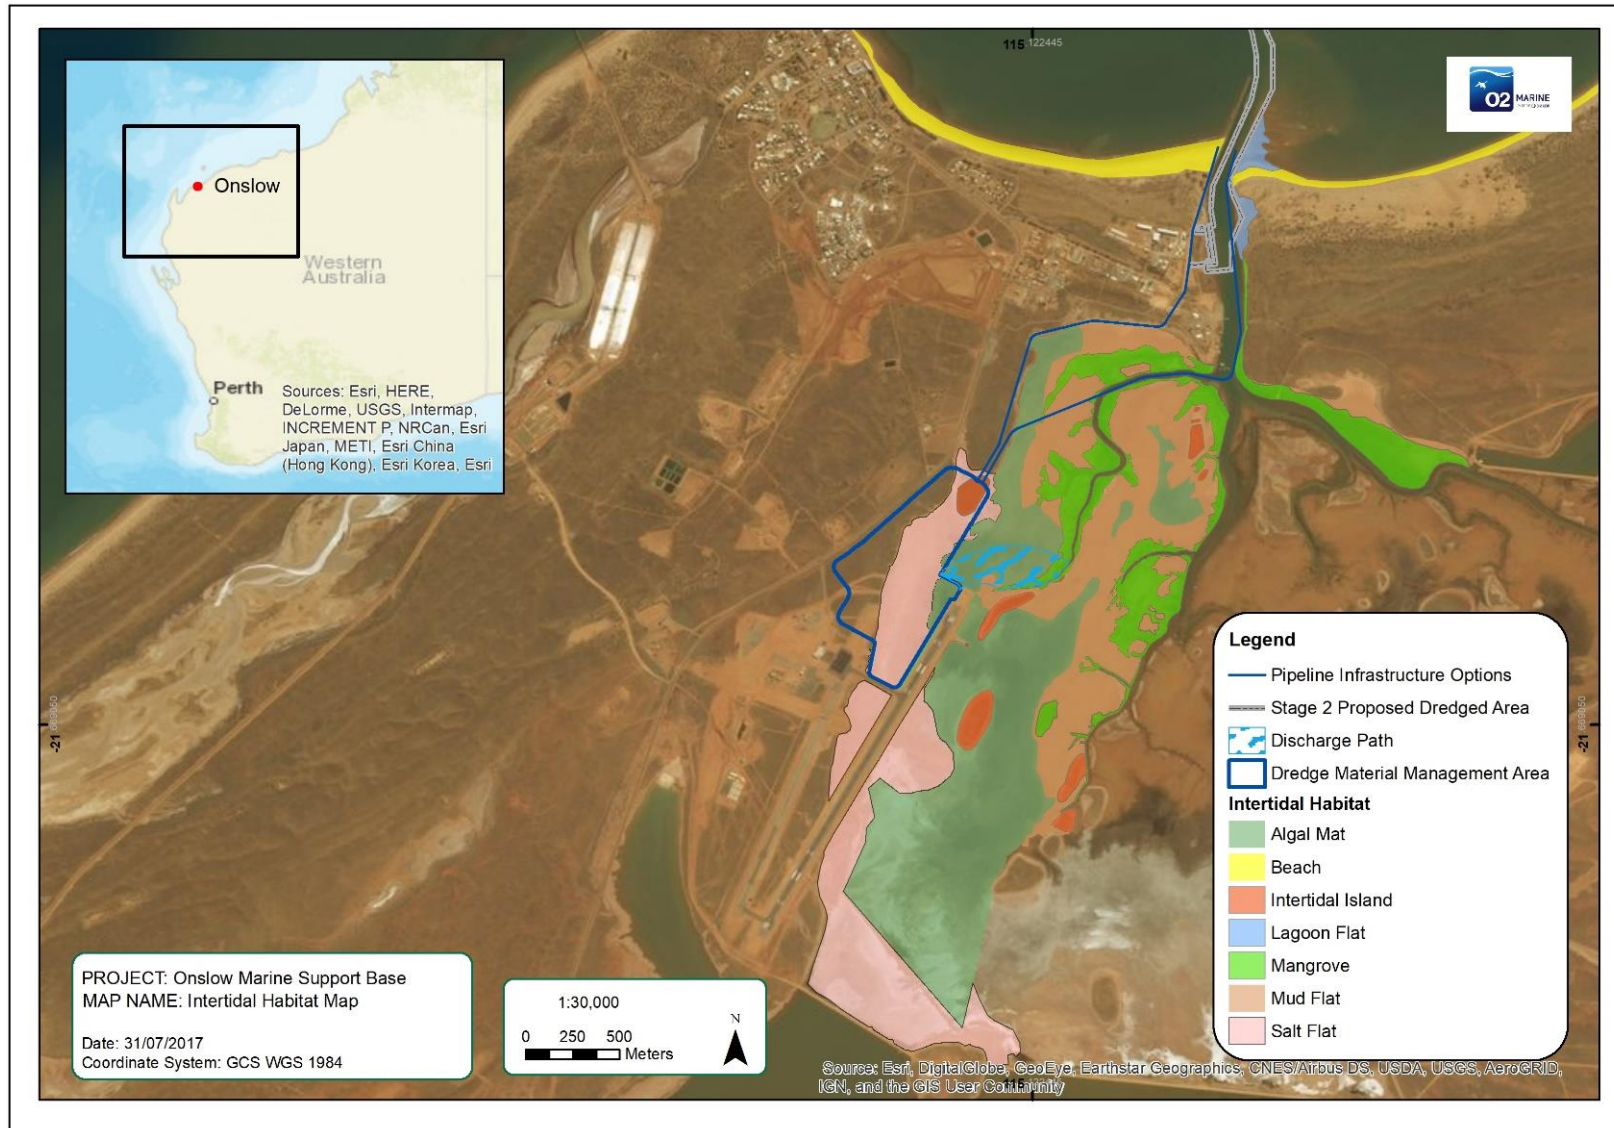 115 122445
O2 MARINE
Onslow
Western
Australia
Perth
Sources: Esri, HERE,
DeLorme, USGS, Intermap,
INCREMENT P, NRCan, Esri
Japan, METI, Esri China
(Hong Kong), Esri Korea, Esri
-21
-21
Legend
Pipeline Infrastructure Options
Stage 2 Proposed Dredged Area
Discharge Path
Dredge Material Management Area
Intertidal Habitat
Algal Mat
Beach
Intertidal Island
Lagoon Flat
Mangrove
Mud Flat
Salt Flat
PROJECT: Onslow Marine Support Base
MAP NAME: Intertidal Habitat Map
Date: 31/07/2017
Coordinate System: GCS WGS 1984
1:30,000
N
0 250 500
Meters
Source: Esri, DigitalGlobe, GeoEye, Earthstar Geographics, CNES/Airbus DS, USDA, USGS, AeroGRID,
IGN, and the GIS User Community